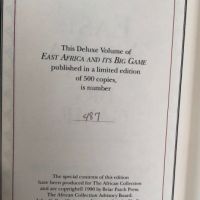 This Deluxe Volume of
EAST AFRICA AND ITS BIG GAME
published in a limited edition
of 500 copies,
is number
487
The special contents of this edition
have been produced for The African Collection
and are copyright© 1990 by Briar Patch Press
The African Collection Advisory Board: